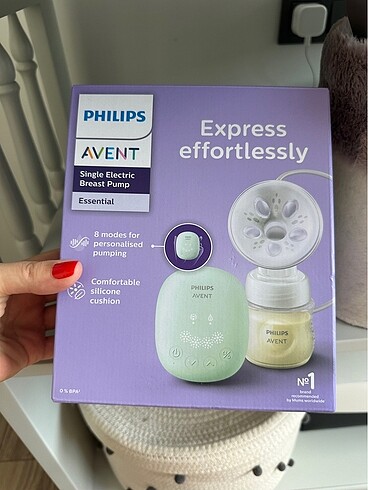 PHILIPS
AVENT
Single Electric
Breast Pump
Essential
Express
effortlessly
8 modes for
personalised
pumping
Comfortable
silicone
cushion
PHILIPS
AVENT
PHILIPS
AVENT
0% BPA¹
№1
brand
recommended
by Mums worldwide